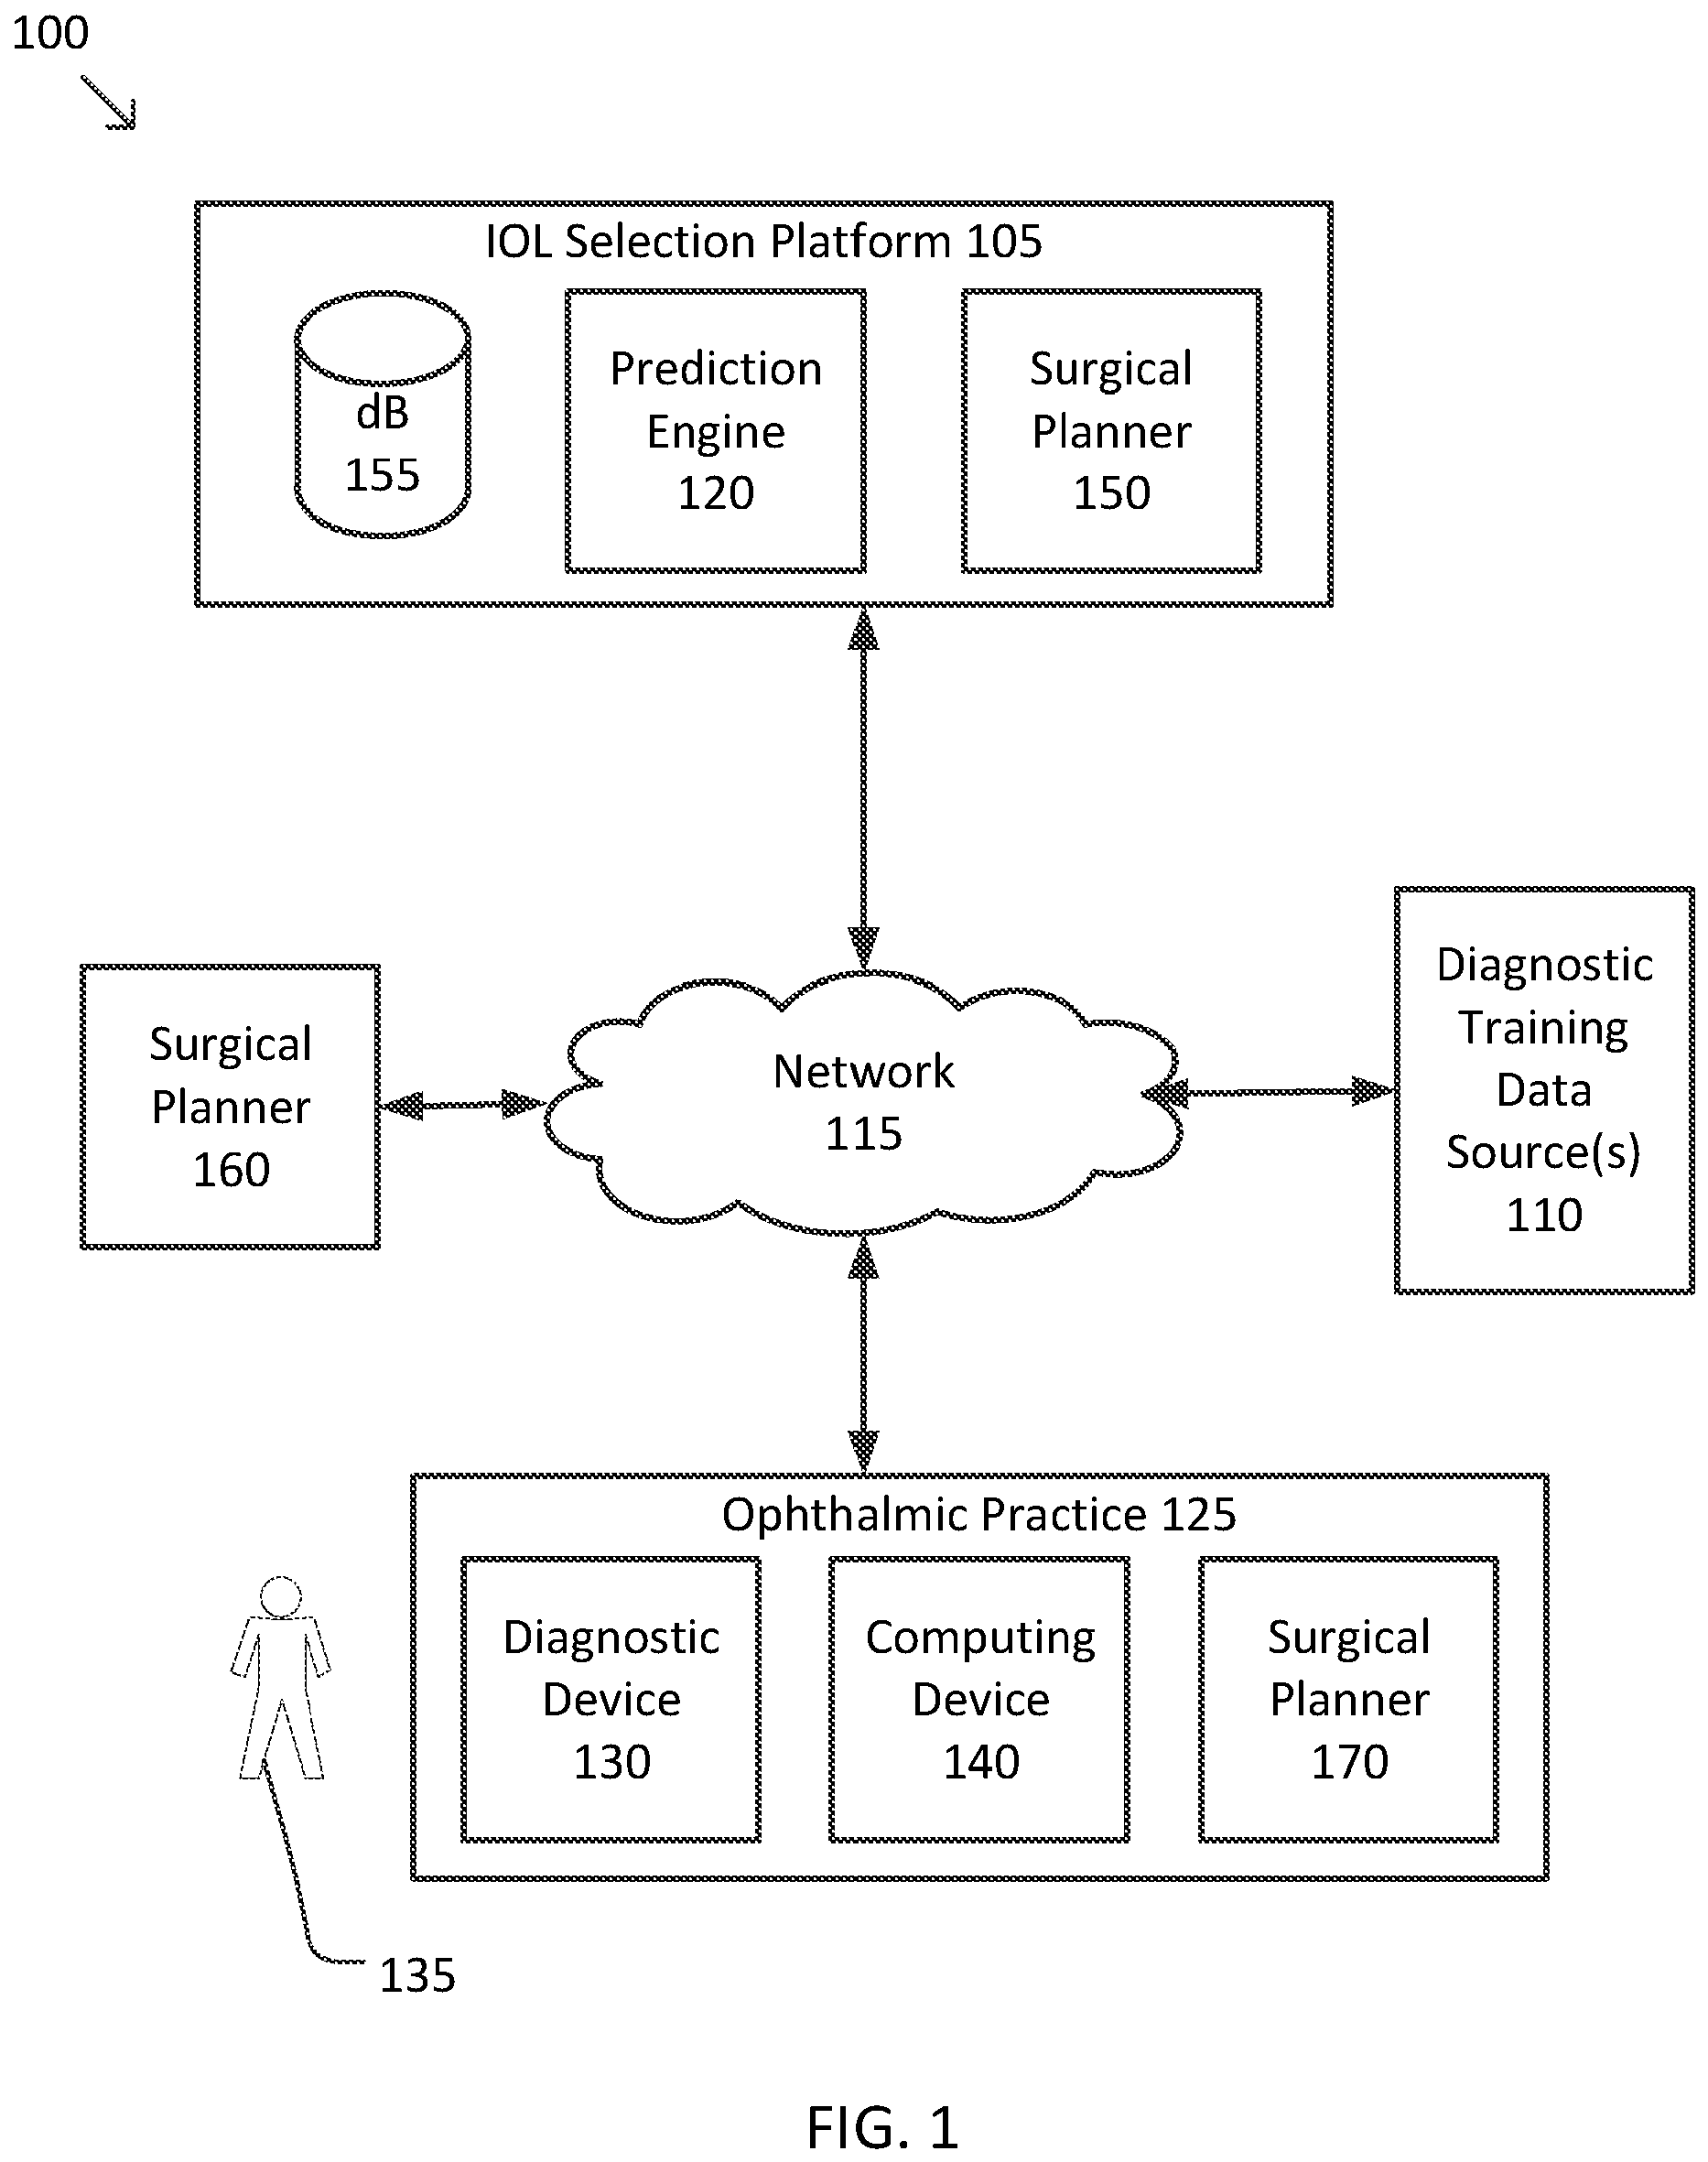 100
IOL Selection Platform 105
dB
155
Prediction
Engine
120
Surgical
Planner
150
Surgical
Planner
160
Network
115
Diagnostic
Training
Data
Source(s)
110
Ophthalmic Practice 125
Diagnostic
Device
130
Computing
Device
140
Surgical
Planner
170
135
FIG. 1